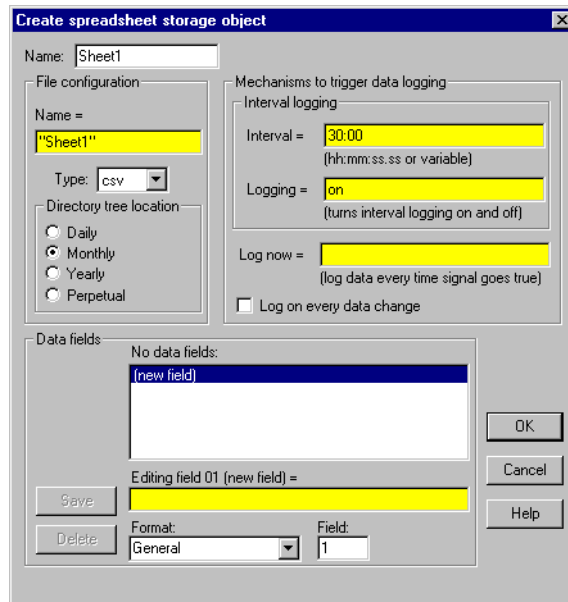 Create spreadsheet storage object
Name: Sheet1
File configuration
Name =
"Sheet1"
Type: csv
Directory tree location
Daily
Monthly
Yearly
Perpetual
Mechanisms to trigger data logging
Interval logging
Interval = 30:00
(hh:mm:ss.ss or variable)
Logging = on
(turns interval logging on and off)
Log now =
(log data every time signal goes true)
Log on every data change
Data fields
No data fields:
(new field)
Editing field 01 (new field) =
Save
Delete
Format:
General
Field:
1
OK
Cancel
Help